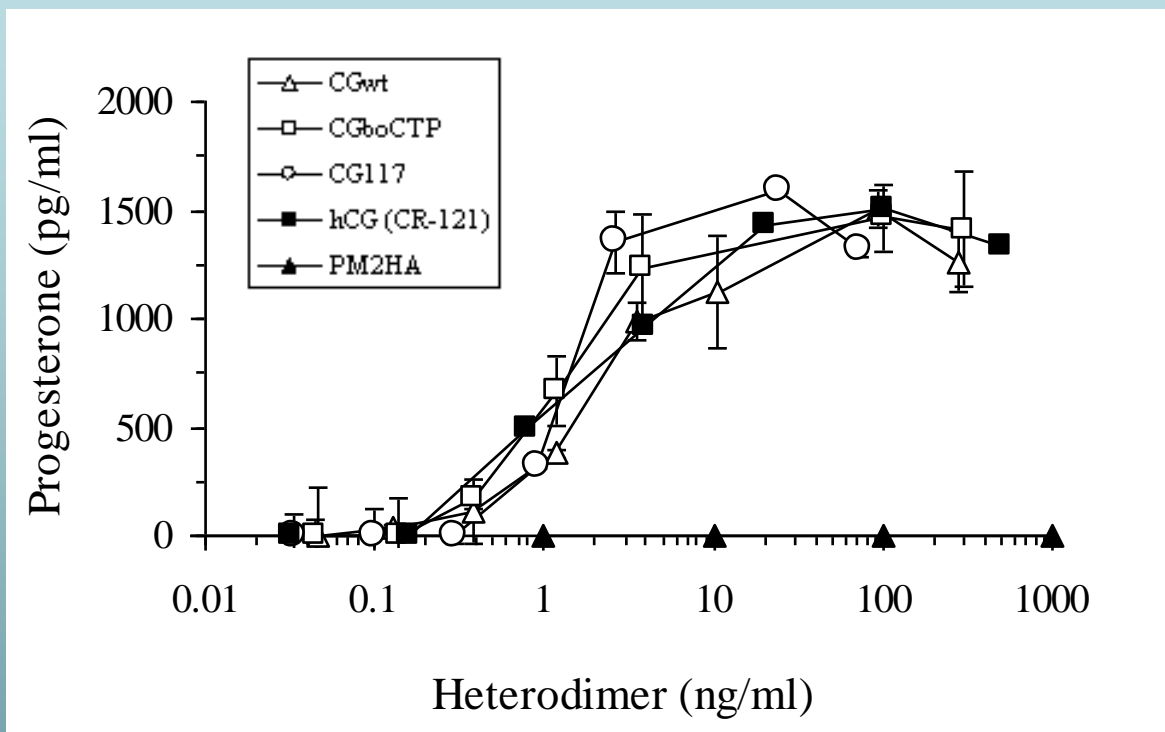 CGwt
CGboCTP
CG117
hCG (CR-121)
PM2HA
2000
1500
1000
500
0
Progesterone (pg/ml)
0.01 0.1 1 10 100 1000
Heterodimer (ng/ml)